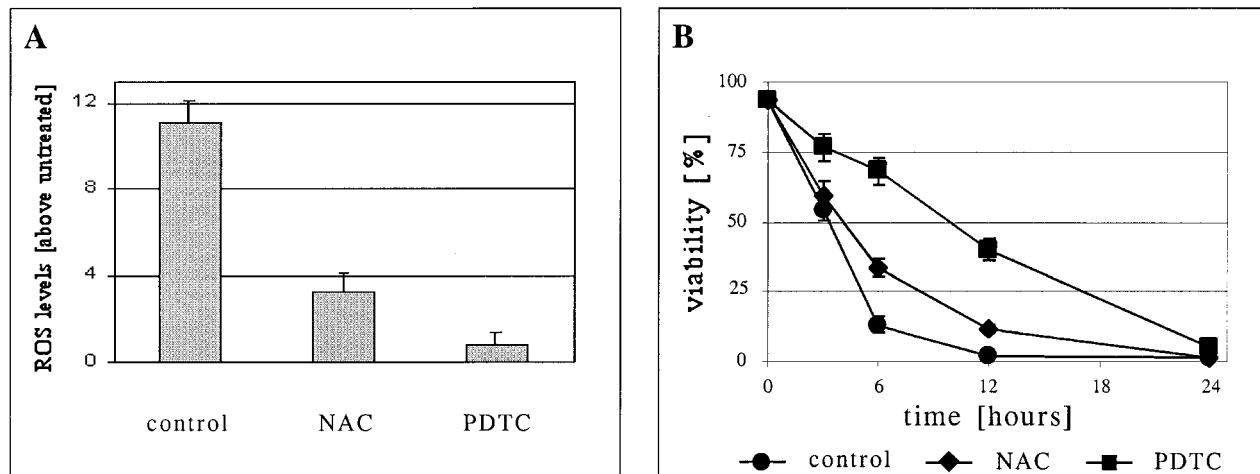 A
ROS levels [above untreated]
12
8
4
0
control NAC PDTC
B
viability [%]
100
75
50
25
0
0 6 12 18 24
time [hours]
control NAC PDTC